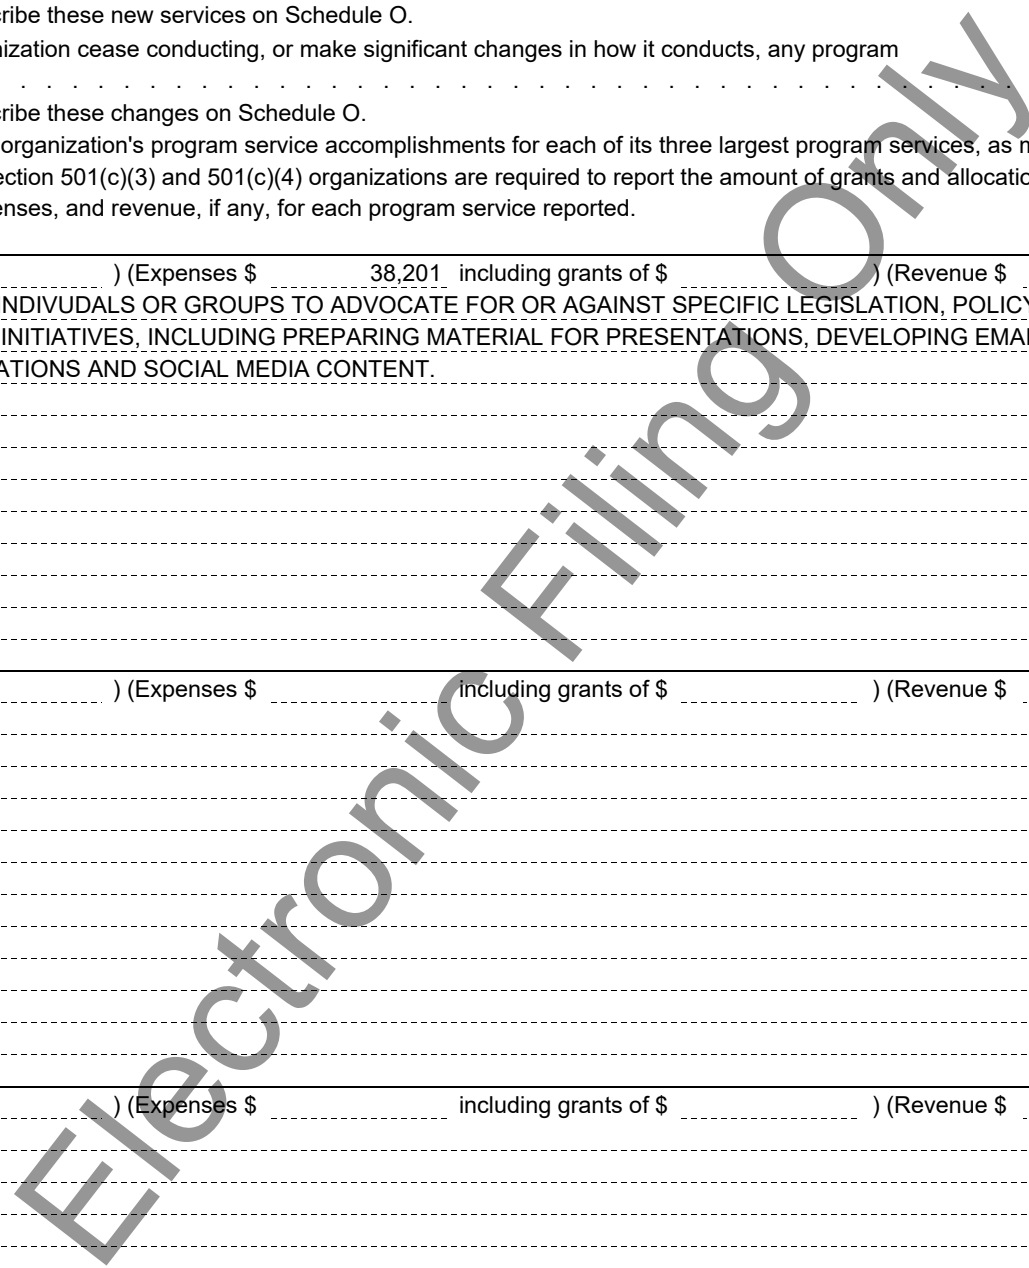 cribe these new services on Schedule O.
nization cease conducting, or make significant changes in how it conducts, any program
. . . . . . . . . . . . . . . . . . . . . . . . . . . . . . . . . . . . . . .
cribe these changes on Schedule O.
organization's program service accomplishments for each of its three largest program services, as m
ection 501(c)(3) and 501(c)(4) organizations are required to report the amount of grants and allocatio
enses, and revenue, if any, for each program service reported.
) (Expenses $ 38,201 including grants of $ ) (Revenue $
NDIVUDALS OR GROUPS TO ADVOCATE FOR OR AGAINST SPECIFIC LEGISLATION, POLICY
INITIATIVES, INCLUDING PREPARING MATERIAL FOR PRESENTATIONS, DEVELOPING EMAI
ATIONS AND SOCIAL MEDIA CONTENT.
) (Expenses $ including grants of $ ) (Revenue $
) (Expenses $ including grants of $ ) (Revenue $
Electronic Filing Only